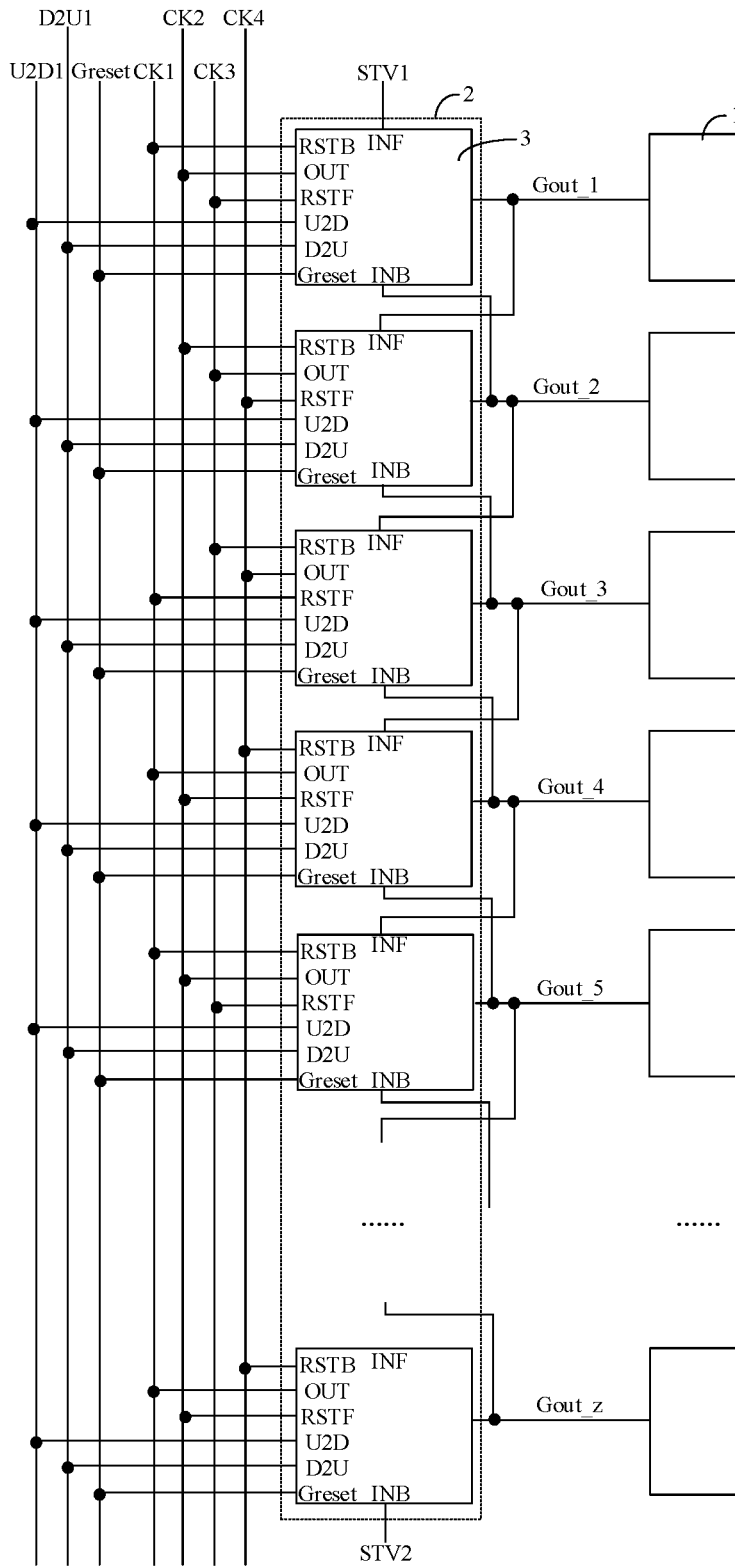 D2U1 CK2 CK4
U2D1 Greset CK1 CK3 STV1
2
1
INF
3
RSTB
OUT
RSTF
U2D
D2U
Greset INB
Gout_1
INF
RSTB
OUT
RSTF
U2D
D2U
Greset INB
Gout_2
INF
RSTB
OUT
RSTF
U2D
D2U
Greset INB
Gout_3
INF
RSTB
OUT
RSTF
U2D
D2U
Greset INB
Gout_4
INF
RSTB
OUT
RSTF
U2D
D2U
Greset INB
Gout_5
...... ......
INF
RSTB
OUT
RSTF
U2D
D2U
Greset INB
Gout_z
STV2